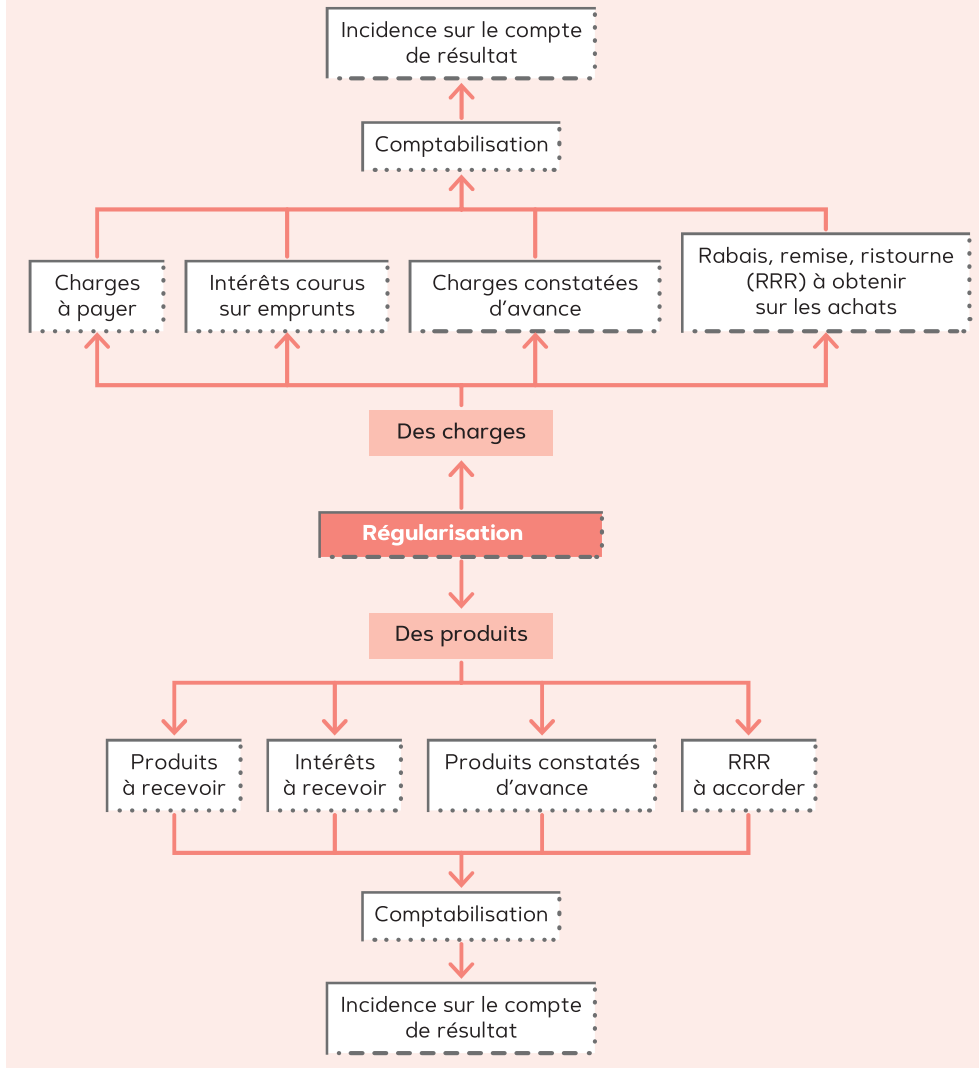 Incidence sur le compte
de résultat
Comptabilisation
Charges
à payer
Intérêts courus
sur emprunts
Charges constatées
d'avance
Rabais, remise, ristourne
(RRR) à obtenir
sur les achats
Des charges
Régularisation
Des produits
Produits
à recevoir
Intérêts
à recevoir
Produits constatés
d'avance
RRR
à accorder
Comptabilisation
Incidence sur le compte
de résultat